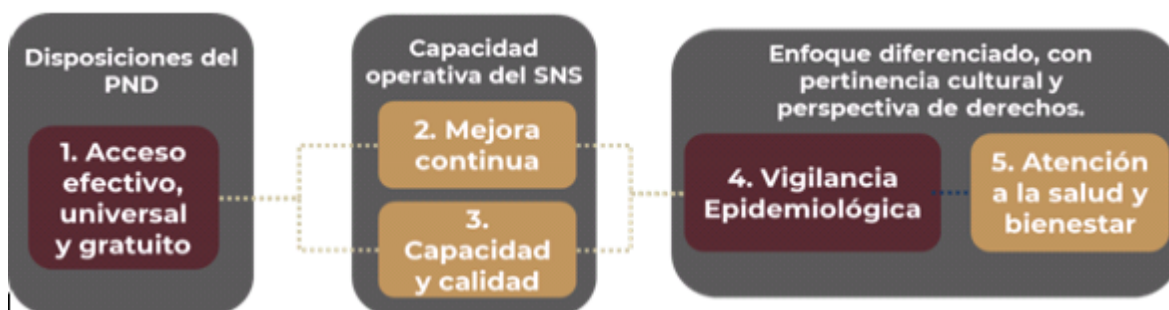 Disposiciones del
PND
1. Acceso
efectivo,
universal
y gratuito
Capacidad
operativa del SNS
2. Mejora
continua
3.
Capacidad
y calidad
Enfoque diferenciado, con
pertinencia cultural y
perspectiva de derechos.
4. Vigilancia
Epidemiológica
5. Atención
a la salud y
bienestar